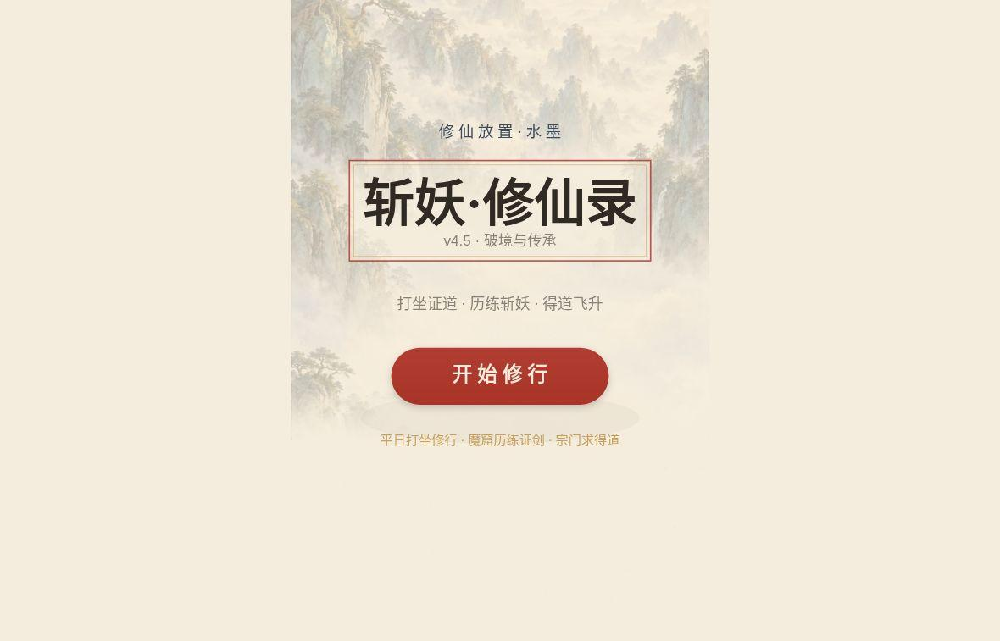 修仙放置·水墨
斩妖·修仙录
v4.5 · 破境与传承
打坐证道 · 历练斩妖 · 得道飞升
开始修行
平日打坐修行 · 魔窟历练证剑 · 宗门求得道